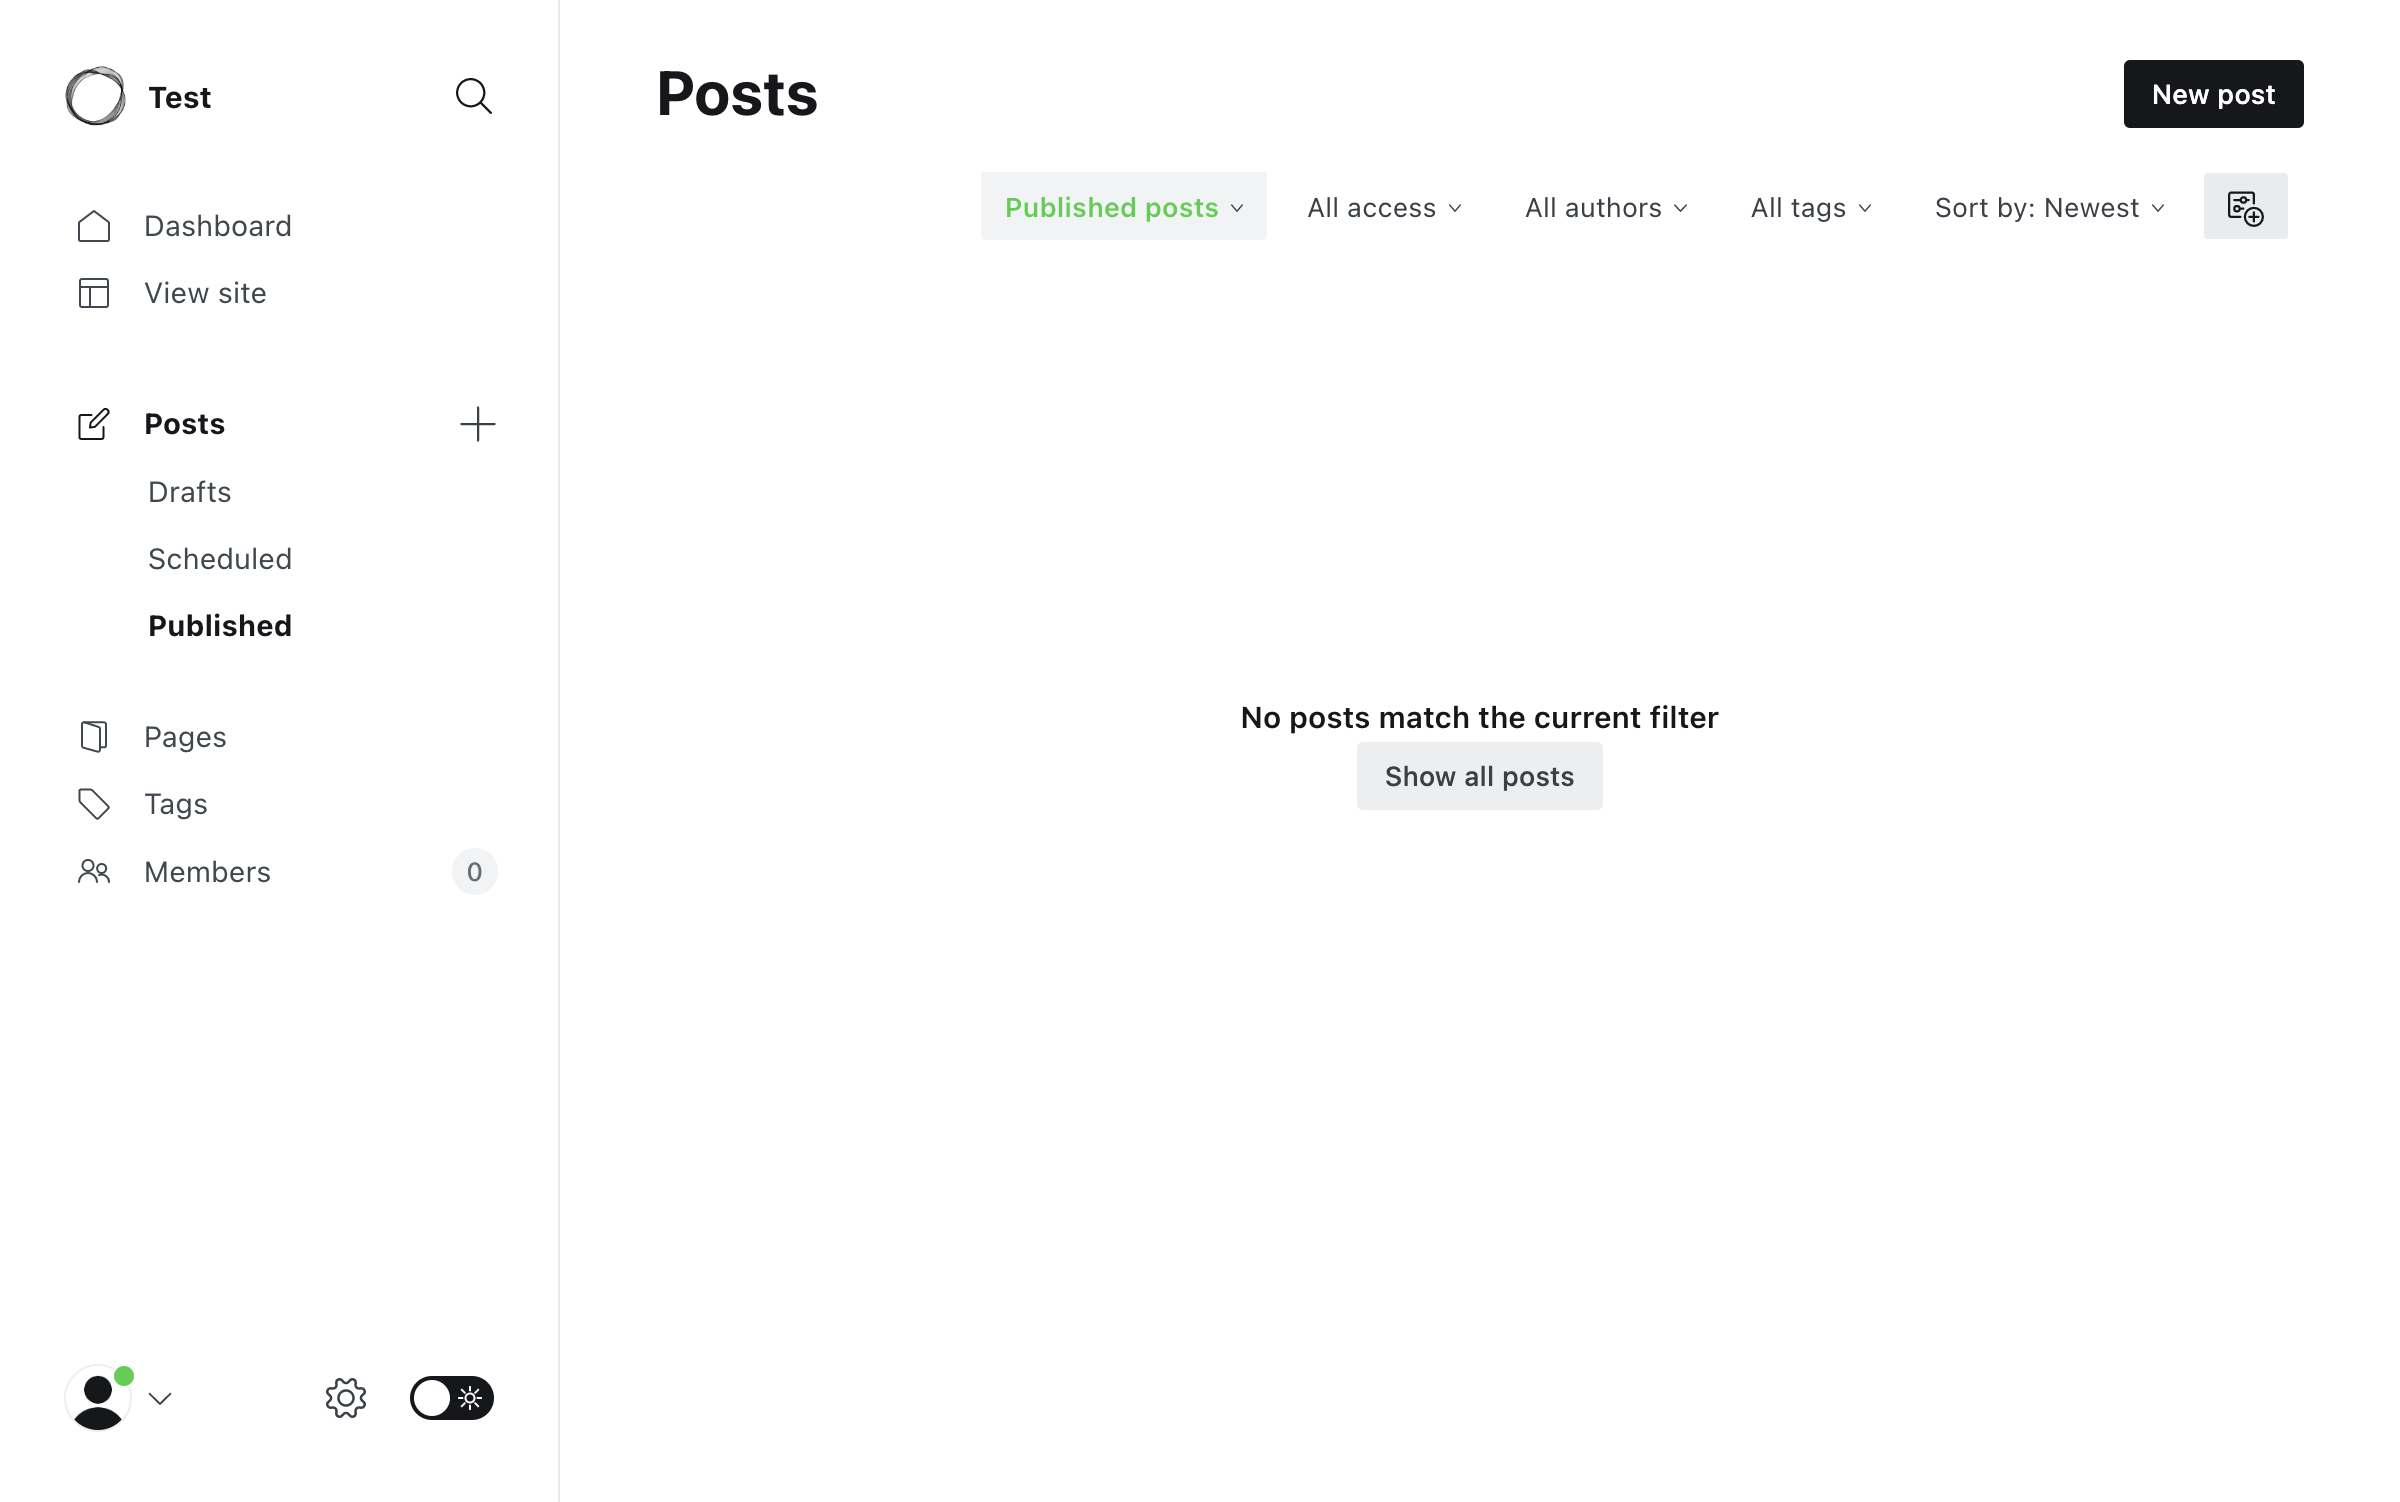 Test
Dashboard
View site
Posts
Drafts
Scheduled
Published
Pages
Tags
Members 0
Posts
New post
Published posts All access All authors All tags Sort by: Newest
No posts match the current filter
Show all posts